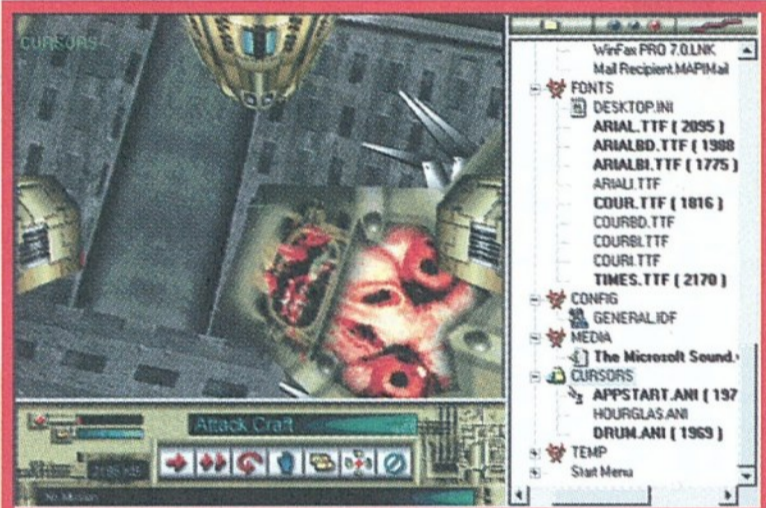 CURSORS
WinFax PRO 7.0.LNK
Mail Recipient.MAPIMail
FONTS
DESKTOP.INI
ARIAL.TTF ( 2095 )
ARIALBD.TTF ( 1988
ARIALBI.TTF ( 1775 )
ARIALI.TTF
COUR.TTF ( 1816 )
COURBD.TTF
COURBI.TTF
COURI.TTF
TIMES.TTF ( 2170 )
CONFIG
GENERAL.IDF
MEDIA
The Microsoft Sound.
CURSORS
APPSTART.ANI ( 197
HOURGLAS.ANI
DRUM.ANI ( 1969 )
TEMP
Start Menu
Attack Craft
No Mission